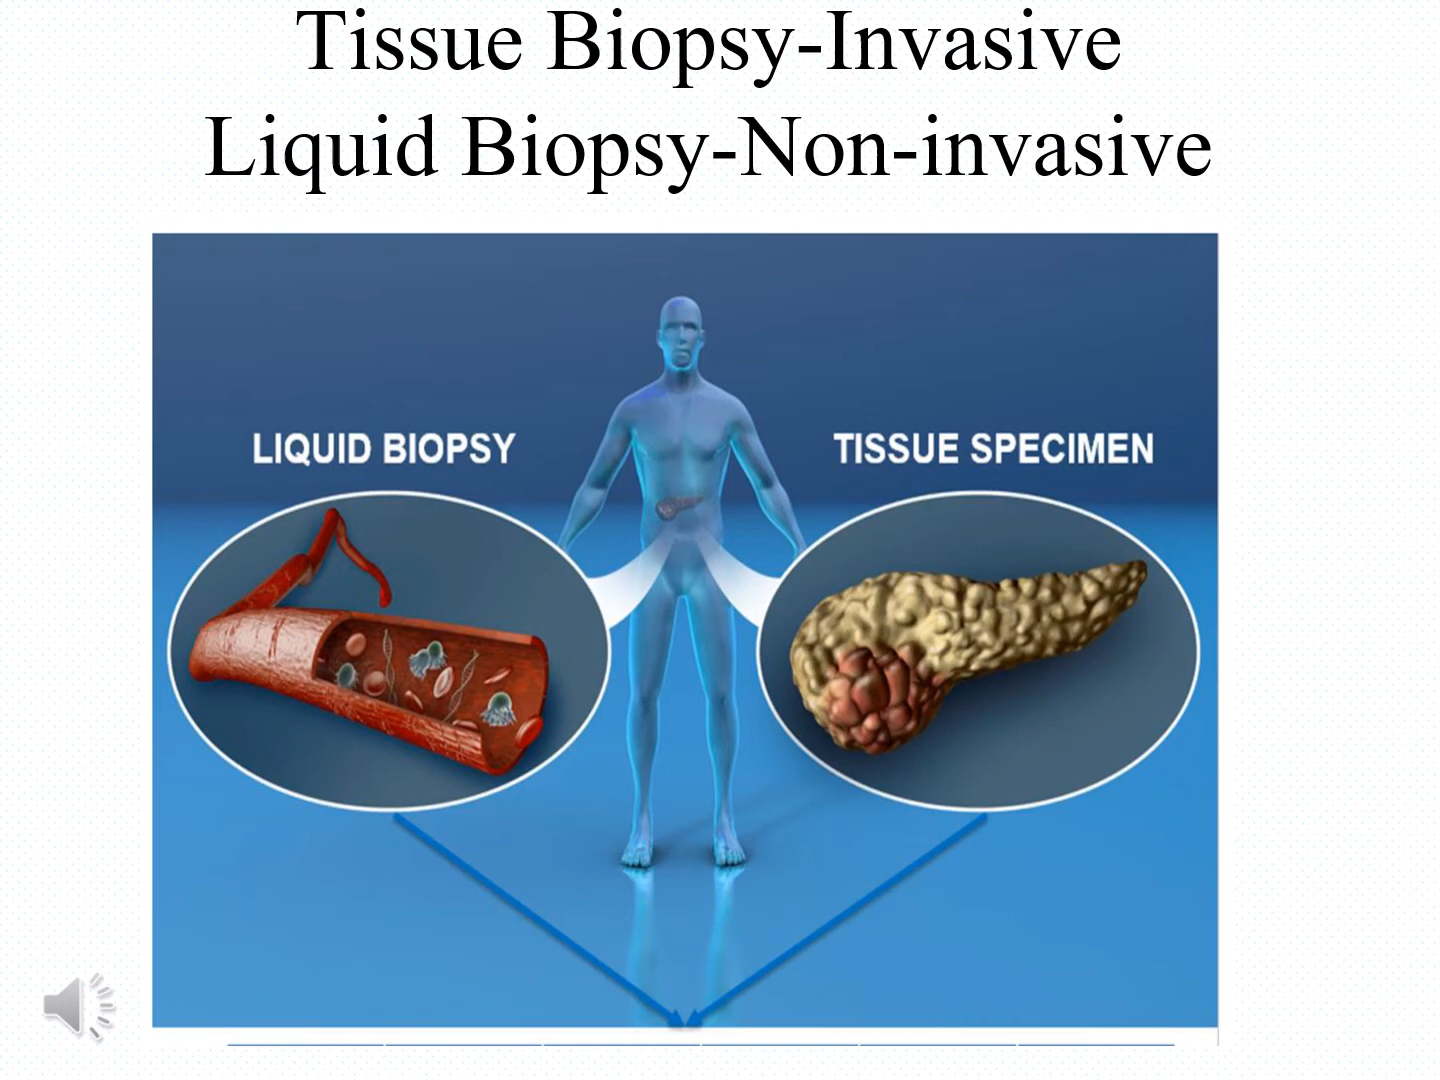 Tissue Biopsy-Invasive
Liquid Biopsy-Non-invasive
LIQUID BIOPSY
TISSUE SPECIMEN